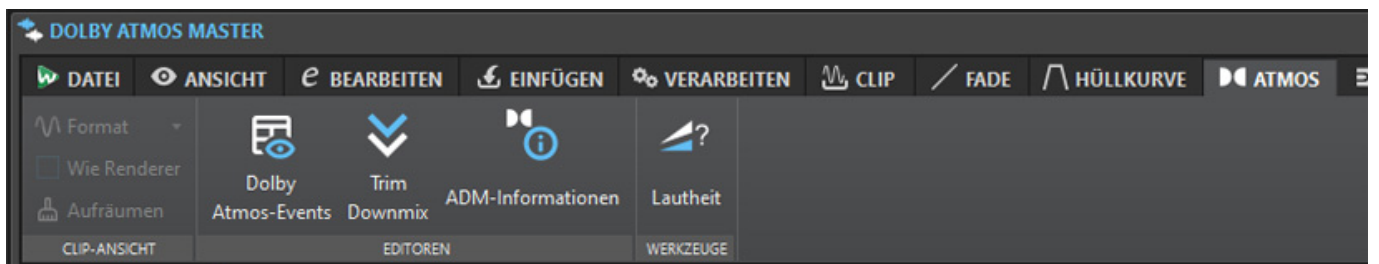 DOLBY ATMOS MASTER
DATEI ANSICHT BEARBEITEN EINFÜGEN VERARBEITEN CLIP FADE HÜLLKURVE ATMOS
Format
Wie Renderer
Aufräumen
CLIP-ANSICHT
Dolby
Atmos-Events
Trim
Downmix
ADM-Informationen
EDITOREN
Lautheit
WERKZEUGE